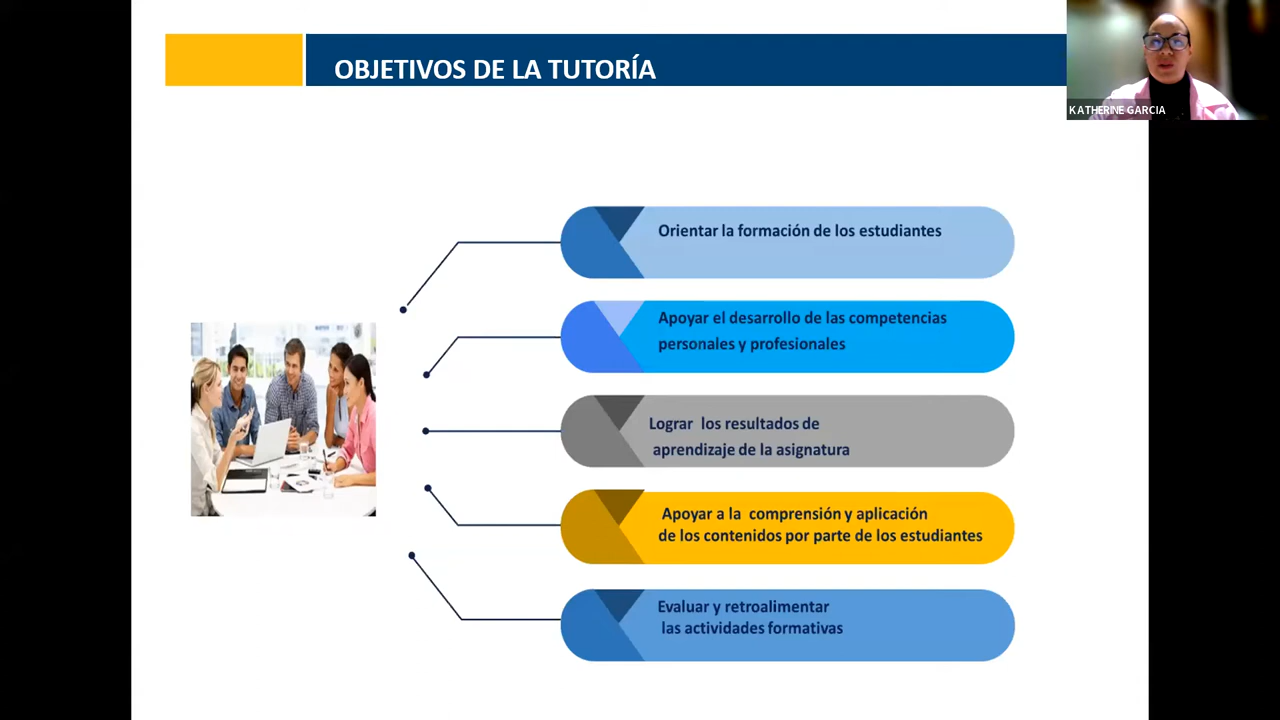 OBJETIVOS DE LA TUTORÍA
KATHERINE GARCIA
Orientar la formación de los estudiantes
Apoyar el desarrollo de las competencias
personales y profesionales
Lograr los resultados de
aprendizaje de la asignatura
Apoyar a la comprensión y aplicación
de los contenidos por parte de los estudiantes
Evaluar y retroalimentar
las actividades formativas